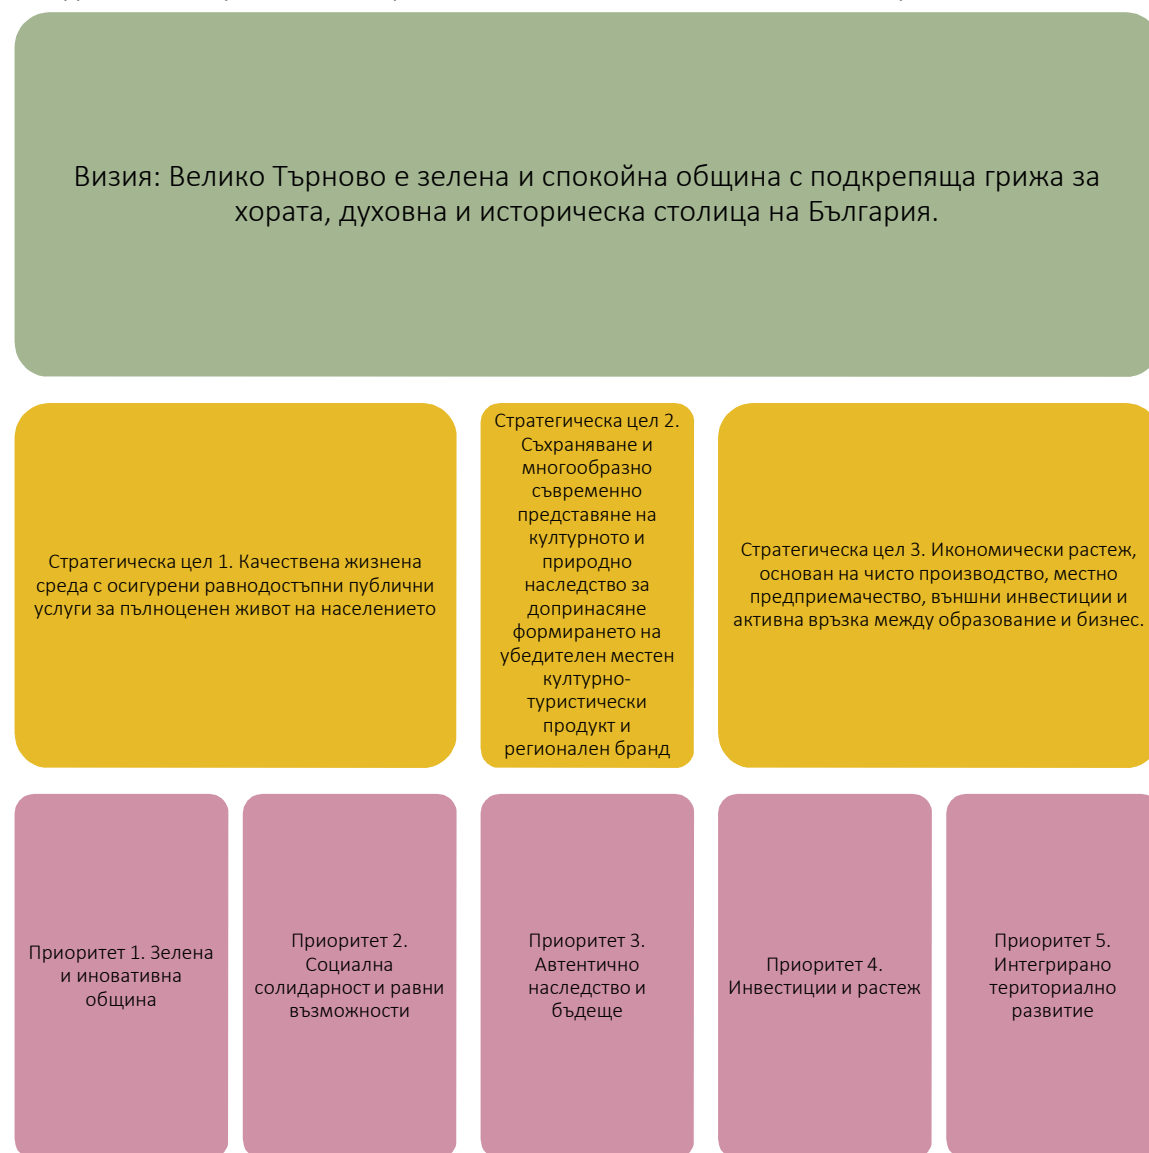 Визия: Велико Търново е зелена и спокойна община с подкрепяща грижа за
хората, духовна и историческа столица на България.
Стратегическа цел 1. Качествена жизнена
среда с осигурени равнодостъпни публични
услуги за пълноценен живот на населението
Стратегическа цел 2.
Съхраняване и
многообразно
съвременно
представяне на
културното и
природно
наследство за
допринасяне
формирането на
убедителен местен
културно-
туристически
продукт и
регионален бранд
Стратегическа цел 3. Икономически растеж,
основан на чисто производство, местно
предприемачество, външни инвестиции и
активна връзка между образование и бизнес.
Приоритет 1. Зелена
и иновативна
община
Приоритет 2.
Социална
солидарност и равни
възможности
Приоритет 3.
Автентично
наследство и
бъдеще
Приоритет 4.
Инвестиции и растеж
Приоритет 5.
Интегрирано
териториално
развитие